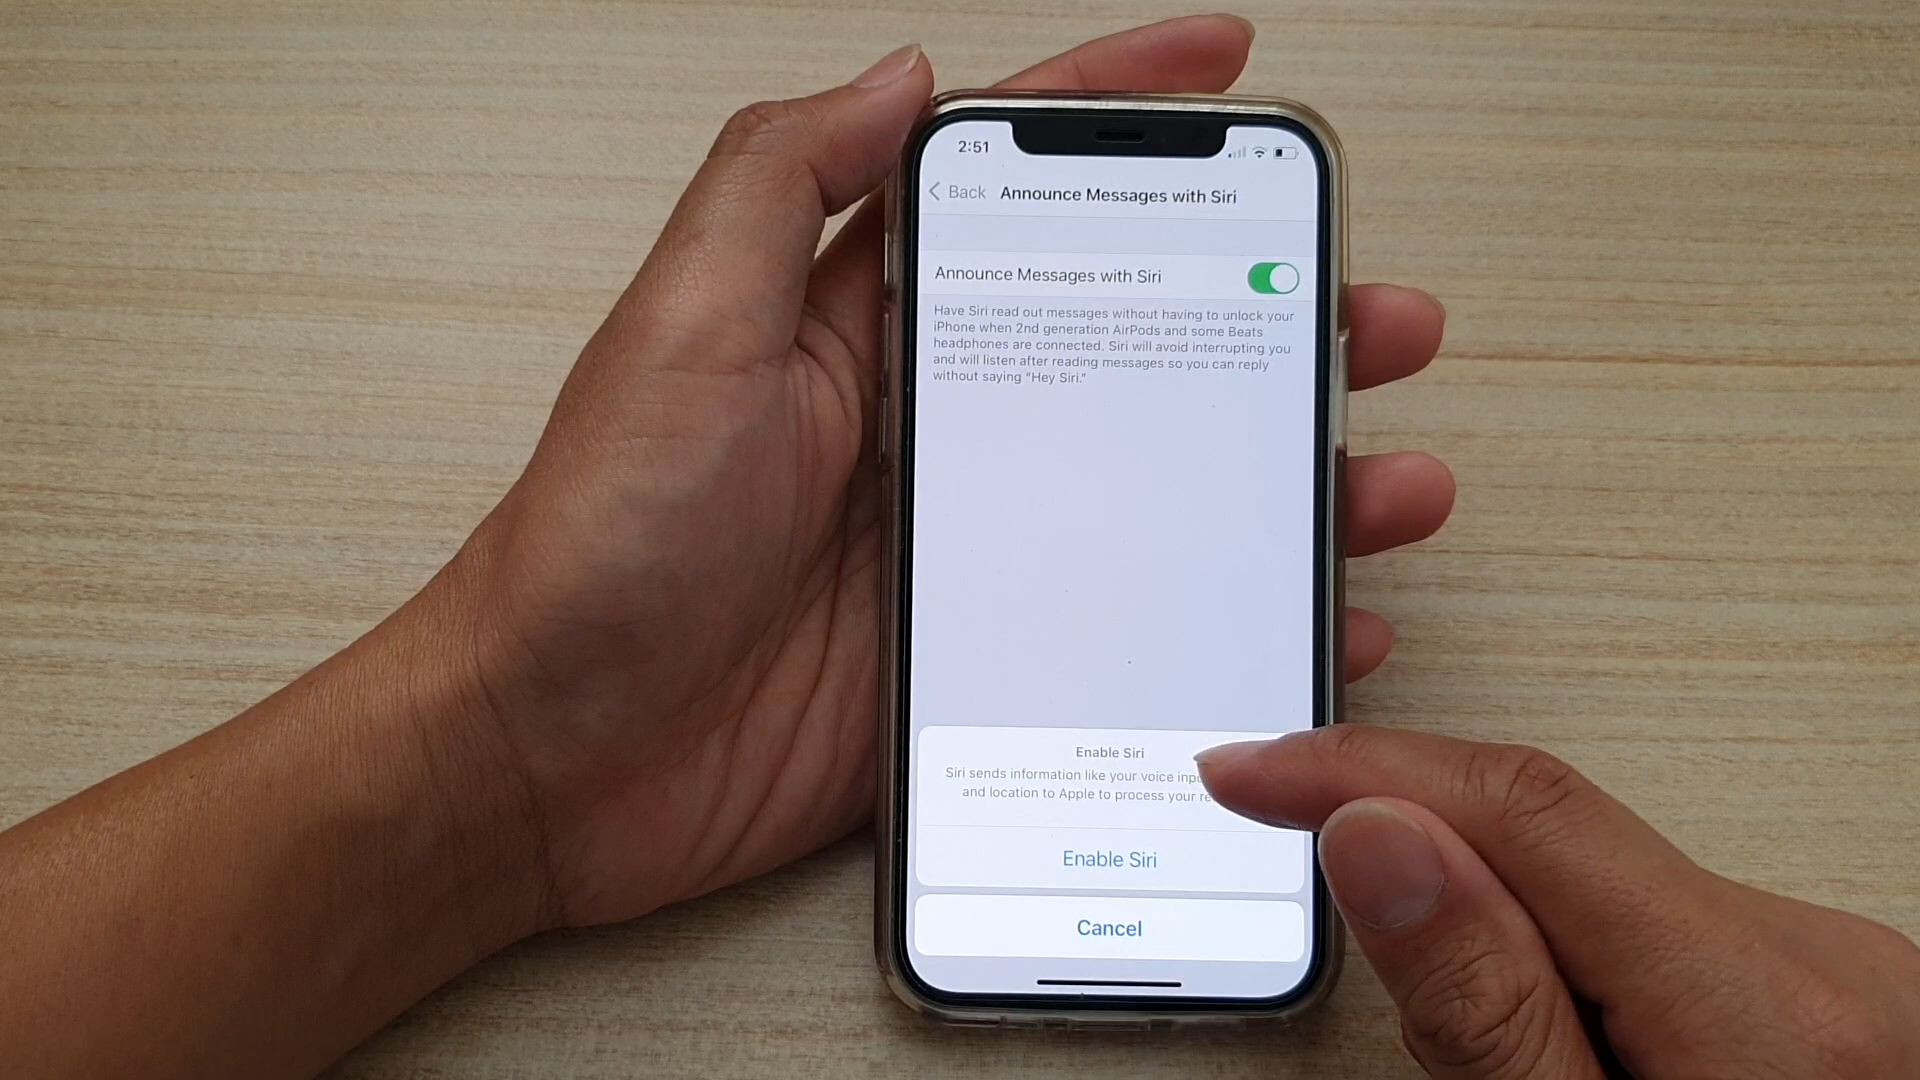 2:51
Back Announce Messages with Siri
Announce Messages with Siri
Have Siri read out messages without having to unlock your
iPhone when 2nd generation AirPods and some Beats
headphones are connected. Siri will avoid interrupting you
and will listen after reading messages so you can reply
without saying “Hey Siri.”
Enable Siri
Siri sends information like your voice
and location to Apple to process your
Enable Siri
Cancel